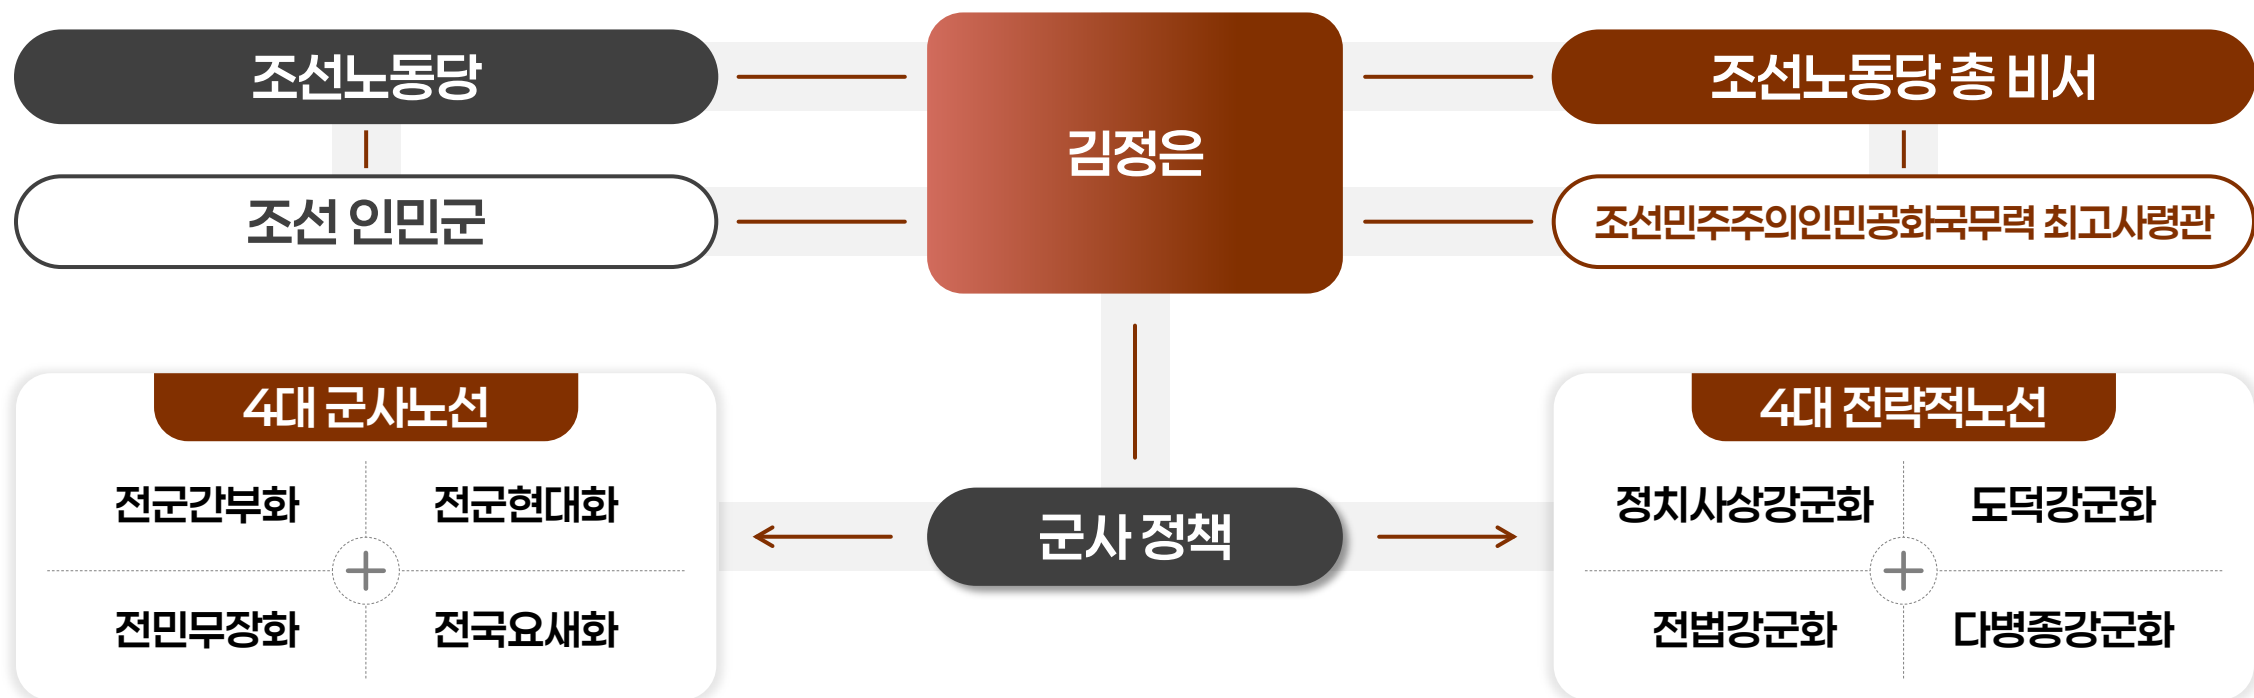 조선노동당
김정은
조선노동당 총 비서
조선 인민군
조선민주주의인민공화국무력 최고사령관
4대 군사노선
전군간부화
전군현대화
전민무장화
전국요새화
군사 정책
4대 전략적노선
정치사상강군화
도덕강군화
전법강군화
다병종강군화